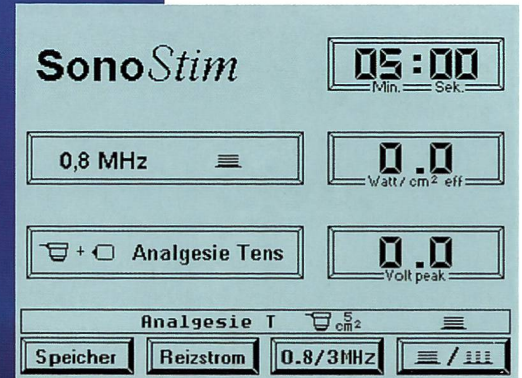 SonoStim
05:00
Min. Sek.
0,8 MHz
0.0
Watt/cm² eff
+ Analgesie Tens
0.0
Volt peak
Analgesie T 5 cm²
Speicher Reizstrom 0.8/3MHz /